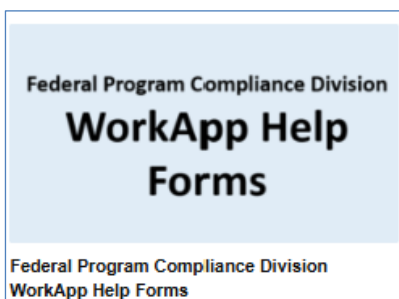 Federal Program Compliance Division
WorkApp Help
Forms
Federal Program Compliance Division
WorkApp Help Forms